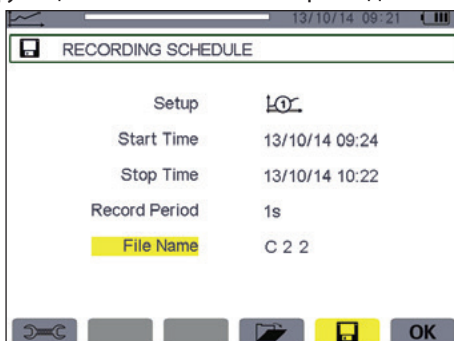 13/10/14 09:21
RECORDING SCHEDULE
Setup 1
Start Time 13/10/14 09:24
Stop Time 13/10/14 10:22
Record Period 1s
File Name C 2 2
OK